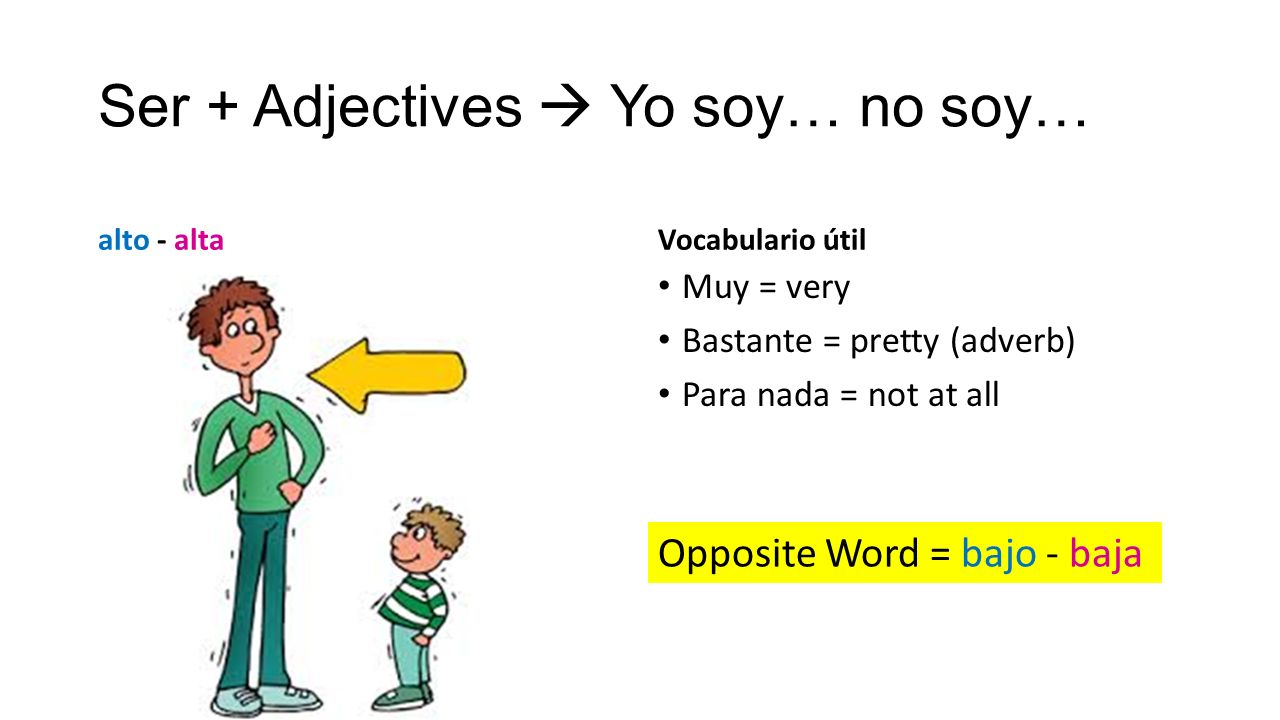 Ser + Adjectives → Yo soy… no soy…
alto - alta
Vocabulario útil
• Muy = very
• Bastante = pretty (adverb)
• Para nada = not at all
Opposite Word = bajo - baja